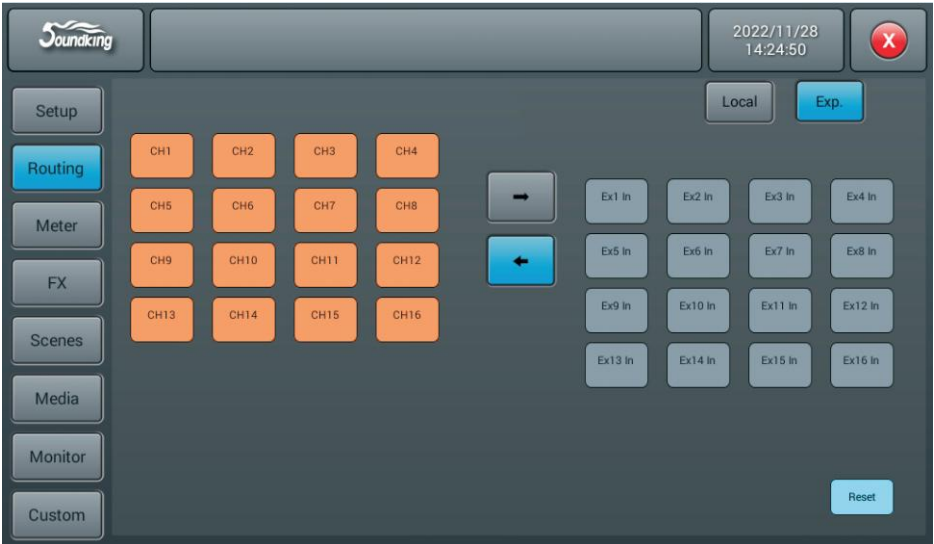 Soundking
2022/11/28
14:24:50
X
Local
Exp.
Setup
Routing
Meter
FX
Scenes
Media
Monitor
Custom
CH1 CH2 CH3 CH4
CH5 CH6 CH7 CH8
CH9 CH10 CH11 CH12
CH13 CH14 CH15 CH16
Ex1 In Ex2 In Ex3 In Ex4 In
Ex5 In Ex6 In Ex7 In Ex8 In
Ex9 In Ex10 In Ex11 In Ex12 In
Ex13 In Ex14 In Ex15 In Ex16 In
Reset